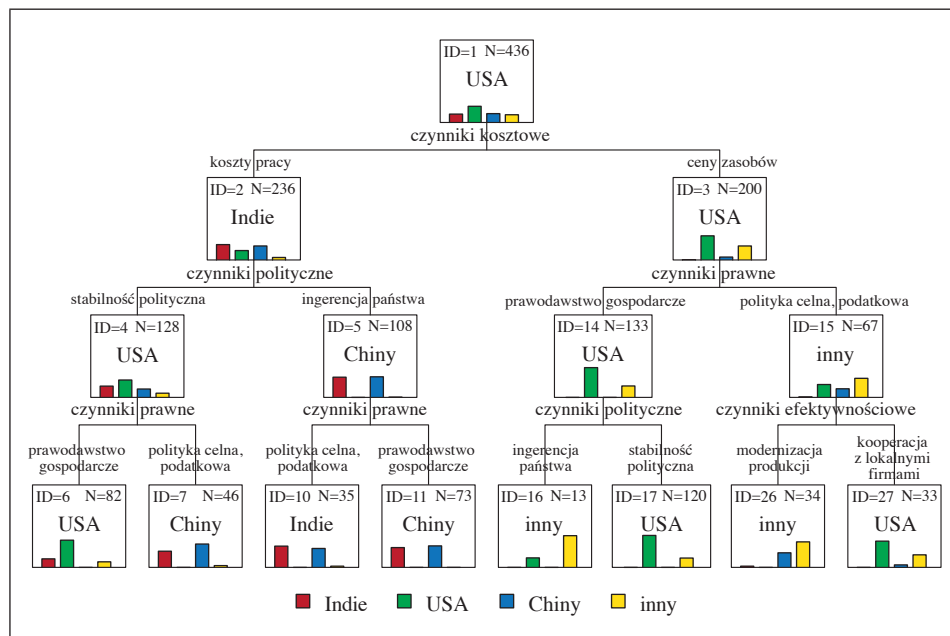 ID=1 N=436
USA
czynniki kosztowe
koszty pracy
ceny zasobów
ID=2 N=236
Indie
czynniki polityczne
ID=3 N=200
USA
czynniki prawne
stabilność polityczna
ingerencja państwa
prawodawstwo gospodarcze
polityka celna, podatkowa
ID=4 N=128
USA
czynniki prawne
ID=5 N=108
Chiny
czynniki prawne
ID=14 N=133
USA
czynniki polityczne
ID=15 N=67
inny
czynniki efektywnościowe
prawodawstwo
gospodarcze
polityka celna,
podatkowa
polityka celna,
podatkowa
prawodawstwo
gospodarcze
ingerencja
państwa
stabilność
polityczna
modernizacja
produkcji
kooperacja
z lokalnymi
firmami
ID=6 N=82
USA
ID=7 N=46
Chiny
ID=10 N=35
Indie
ID=11 N=73
Chiny
ID=16 N=13
inny
ID=17 N=120
USA
ID=26 N=34
inny
ID=27 N=33
USA
Indie USA Chiny inny